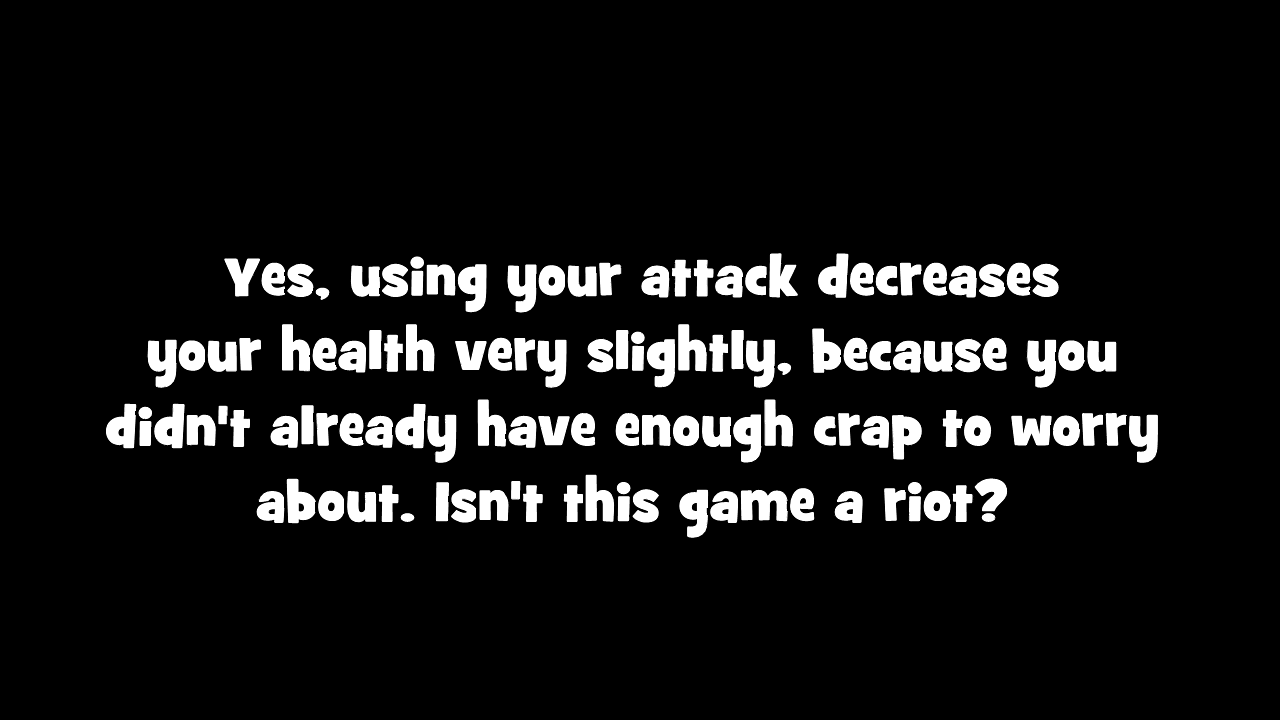 Yes, using your attack decreases
your health very slightly, because you
didn't already have enough crap to worry
about. Isn't this game a riot?